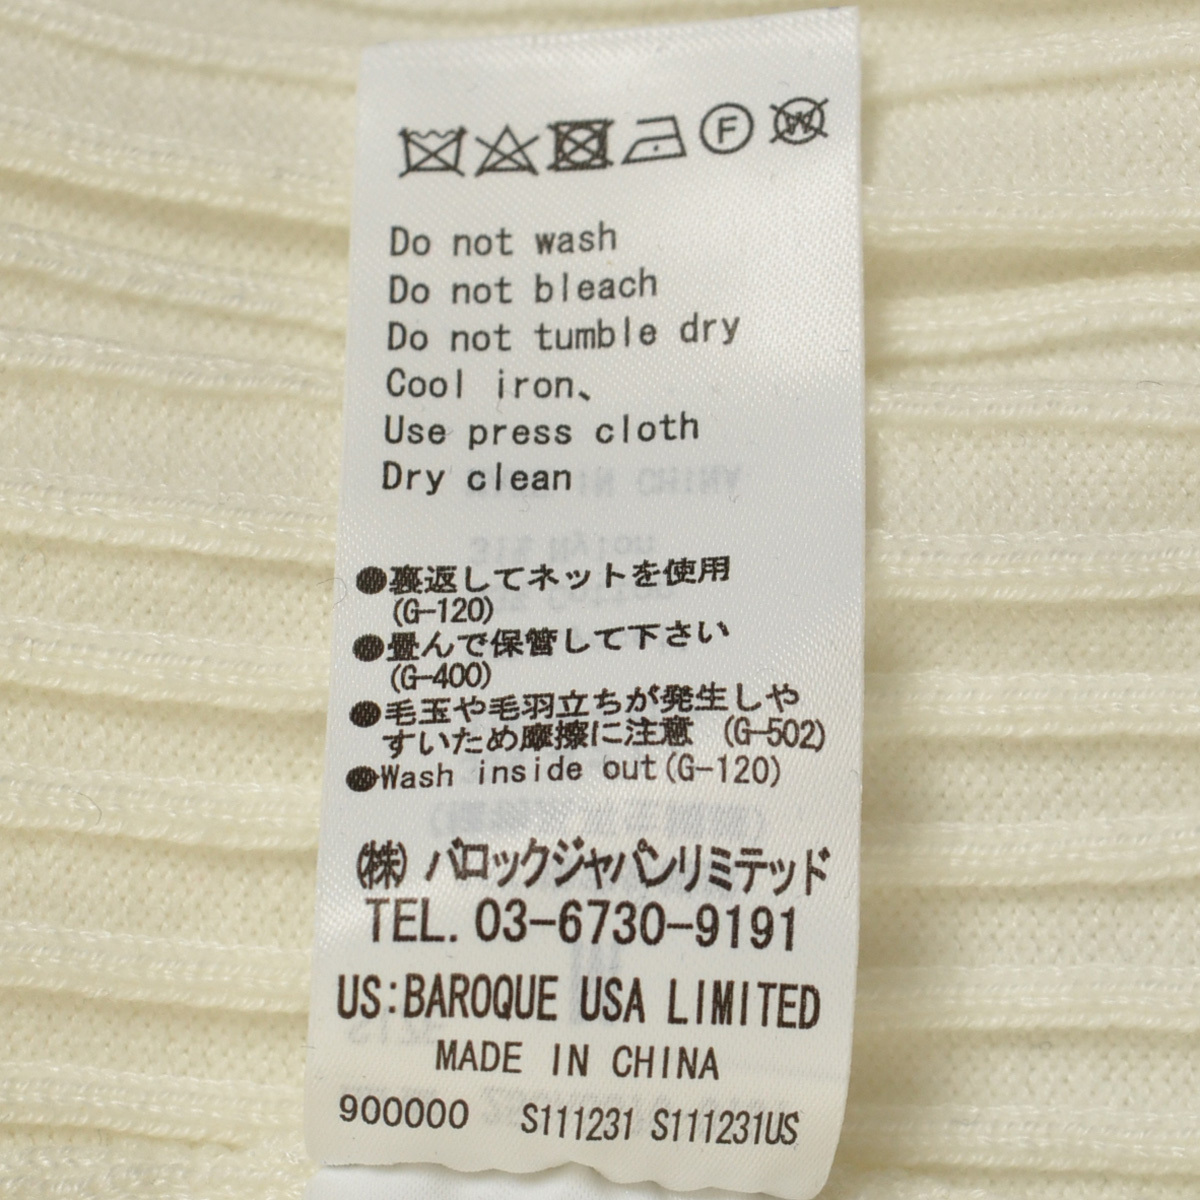 F W
Do not wash
Do not bleach
Do not tumble dry
Cool iron、
Use press cloth
Dry clean
●裏返してネットを使用
(G-120)
●畳んで保管して下さい
(G-400)
●毛玉や毛羽立ちが発生しや
すいため摩擦に注意 (G-502)
●Wash inside out(G-120)
(株) バロックジャパンリミテッド
TEL. 03-6730-9191
US:BAROQUE USA LIMITED
MADE IN CHINA
900000 S111231 S111231US